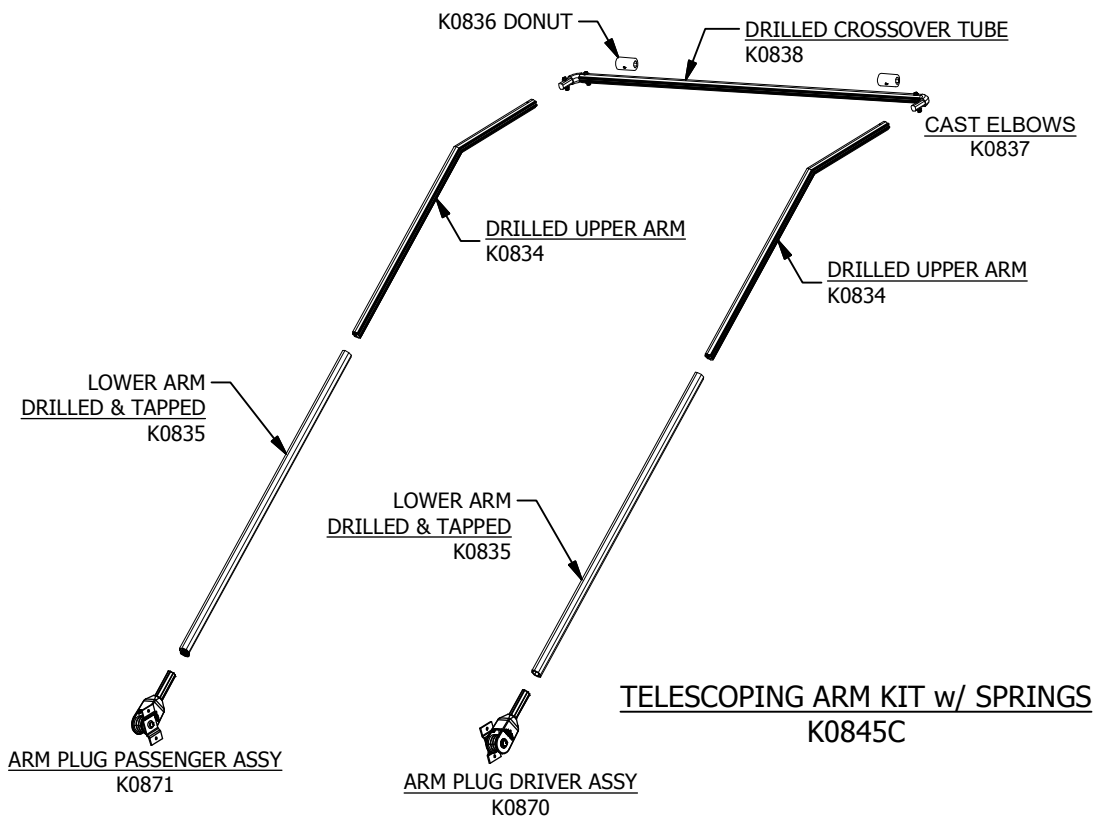 K0836 DONUT
DRILLED CROSSOVER TUBE
K0838
CAST ELBOWS
K0837
DRILLED UPPER ARM
K0834
DRILLED UPPER ARM
K0834
LOWER ARM
DRILLED & TAPPED
K0835
LOWER ARM
DRILLED & TAPPED
K0835
TELESCOPING ARM KIT w/ SPRINGS
K0845C
ARM PLUG PASSENGER ASSY
K0871
ARM PLUG DRIVER ASSY
K0870